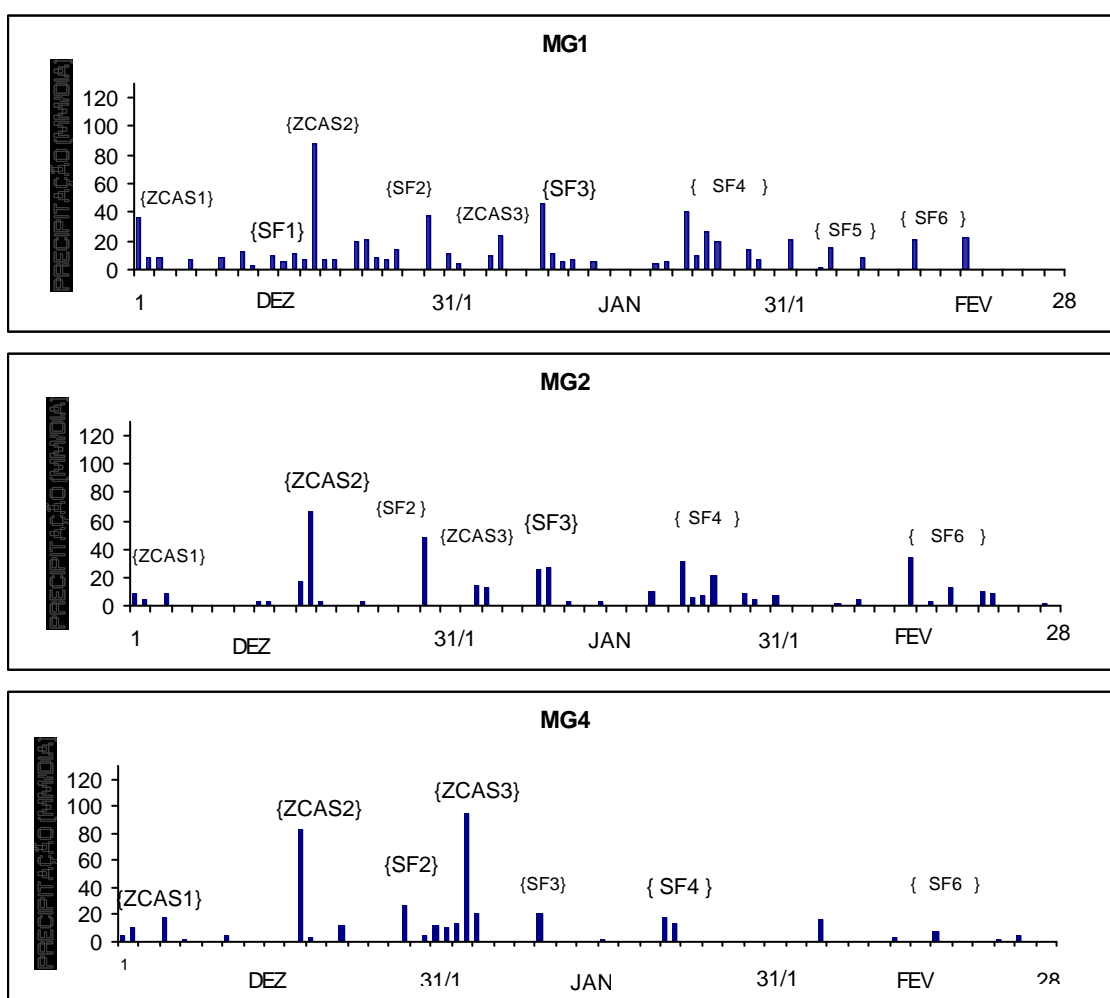 MG1
PRECIPITAÇÃO (MM/DIA)
120
100
80
60
40
20
0
{ZCAS1}
{SF1}
{ZCAS2}
{SF2}
{ZCAS3}
{SF3}
{ SF4 }
{ SF5 }
{ SF6 }
1 DEZ 31/1 JAN 31/1 FEV 28
MG2
PRECIPITAÇÃO (MM/DIA)
120
100
80
60
40
20
0
{ZCAS1}
{ZCAS2}
{SF2 }
{ZCAS3}
{SF3}
{ SF4 }
{ SF6 }
1 DEZ 31/1 JAN 31/1 FEV 28
MG4
PRECIPITAÇÃO (MM/DIA)
120
100
80
60
40
20
0
{ZCAS1}
{ZCAS2}
{SF2}
{ZCAS3}
{SF3}
{ SF4 }
{ SF6 }
1 DEZ 31/1 JAN 31/1 FEV 28